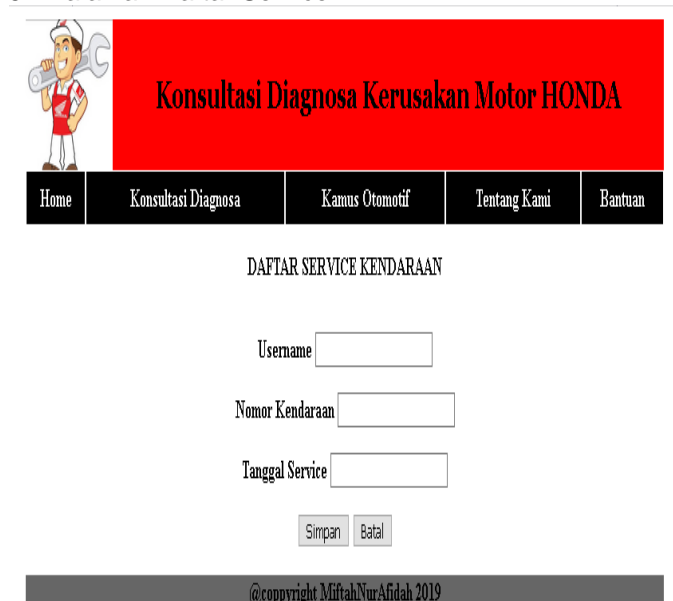 Konsultasi Diagnosa Kerusakan Motor HONDA
Home Konsultasi Diagnosa Kamus Otomotif Tentang Kami Bantuan
DAFTAR SERVICE KENDARAAN
Username
Nomor Kendaraan
Tanggal Service
Simpan Batal
@coppyright MiftahNurAfidah 2019